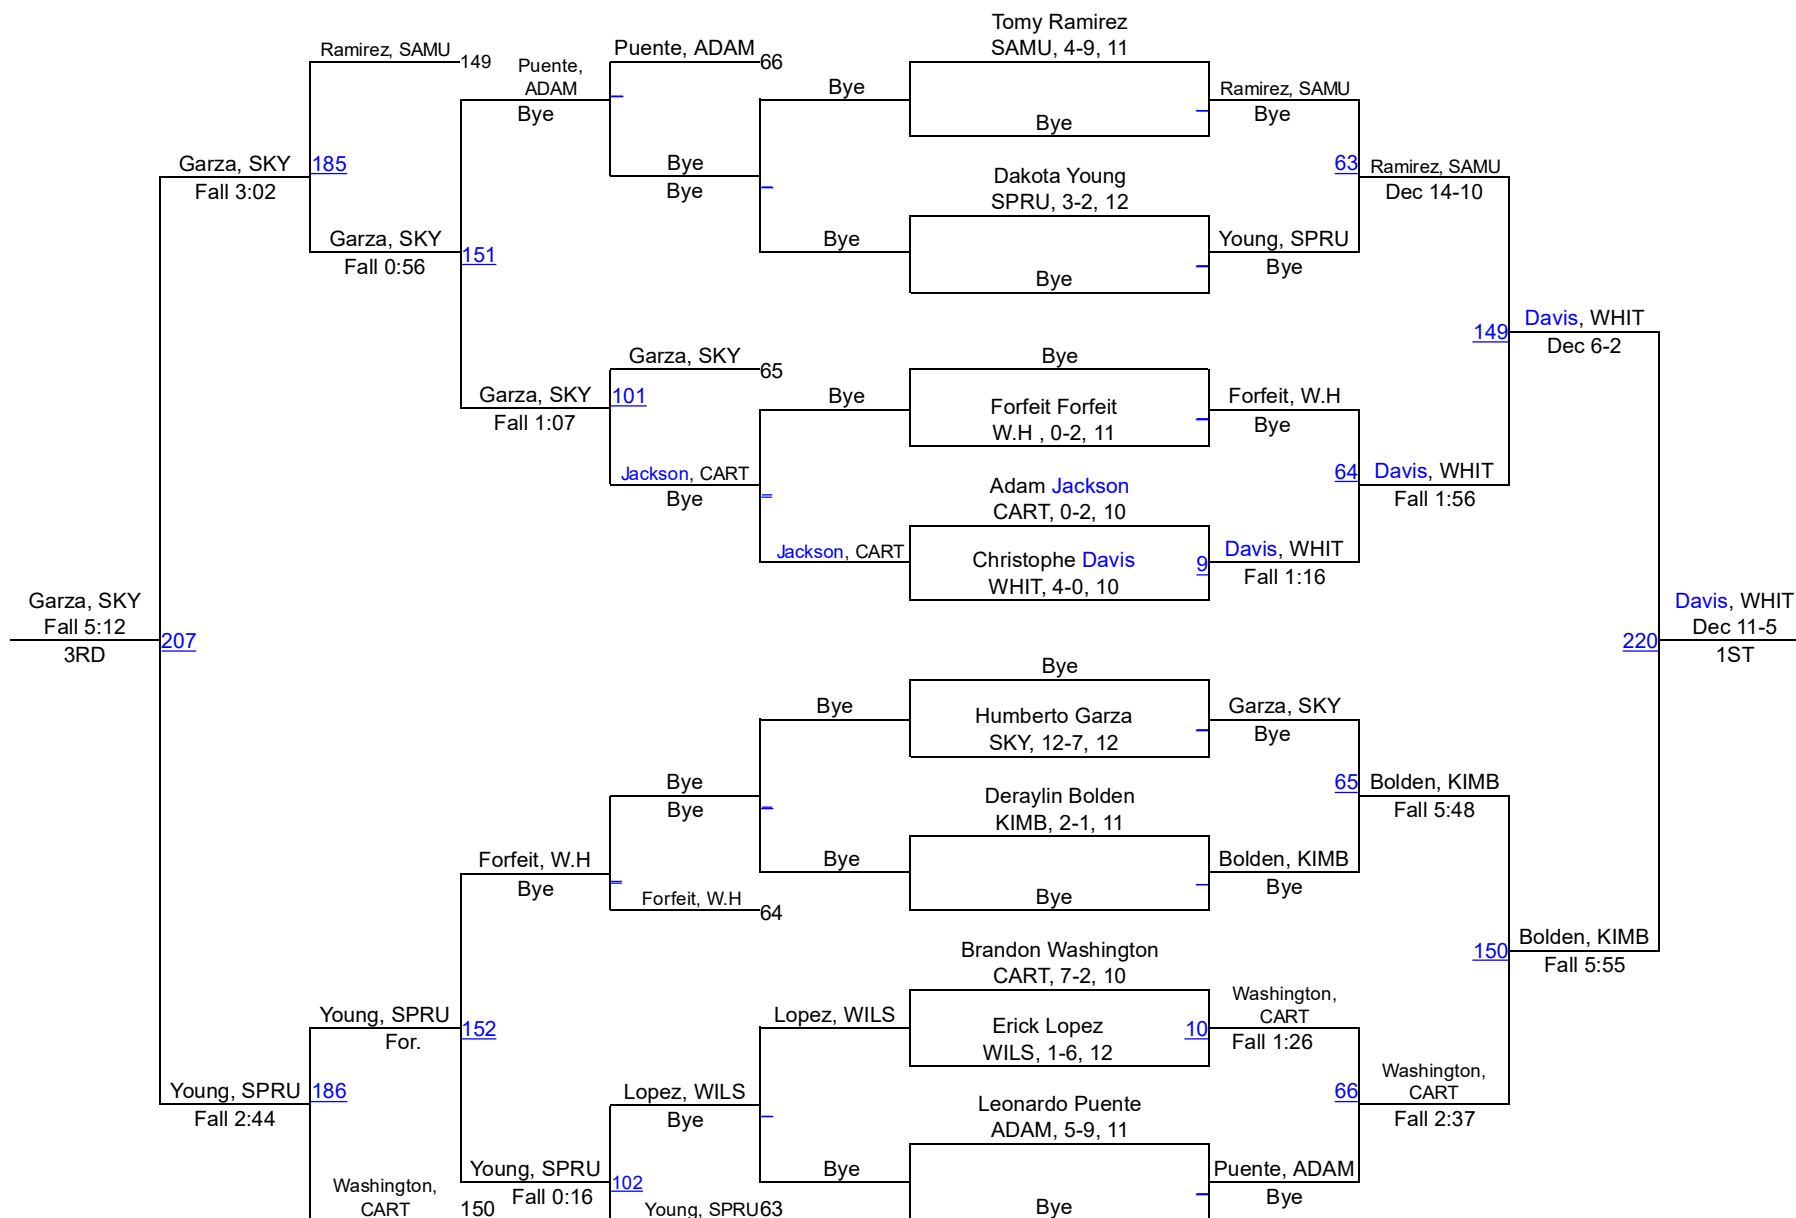 Tomy Ramirez
Ramirez, SAMU
149
Puente,
ADAM
Bye
Puente, ADAM
66
SAMU, 4-9, 11
Bye
Bye
Ramirez, SAMU
Bye
Garza, SKY
185
Fall 3:02
Bye
Bye
Dakota Young
SPRU, 3-2, 12
63
Ramirez, SAMU
Dec 14-10
Garza, SKY
Fall 0:56
151
Bye
Bye
Young, SPRU
Bye
149
Davis, WHIT
Dec 6-2
Garza, SKY
65
Bye
Garza, SKY
Fall 1:07
101
Bye
Forfeit Forfeit
W.H , 0-2, 11
Forfeit, W.H
Bye
Jackson, CART
Bye
Adam Jackson
CART, 0-2, 10
64
Davis, WHIT
Fall 1:56
Jackson, CART
Christophe Davis
WHIT, 4-0, 10
9
Davis, WHIT
Fall 1:16
Garza, SKY
Fall 5:12
3RD
207
220
Davis, WHIT
Dec 11-5
1ST
Bye
Bye
Humberto Garza
SKY, 12-7, 12
Garza, SKY
Bye
Bye
Bye
Deraylin Bolden
KIMB, 2-1, 11
65
Bolden, KIMB
Fall 5:48
Forfeit, W.H
Bye
Bye
Bye
Bolden, KIMB
Bye
Forfeit, W.H
64
Brandon Washington
CART, 7-2, 10
150
Bolden, KIMB
Fall 5:55
Young, SPRU
For.
152
Lopez, WILS
Erick Lopez
WILS, 1-6, 12
10
Washington,
CART
Fall 1:26
Young, SPRU
Fall 2:44
186
Lopez, WILS
Bye
Leonardo Puente
ADAM, 5-9, 11
66
Washington,
CART
Fall 2:37
Washington,
CART
150
Young, SPRU
Fall 0:16
102
Young, SPRU
63
Bye
Bye
Puente, ADAM
Bye